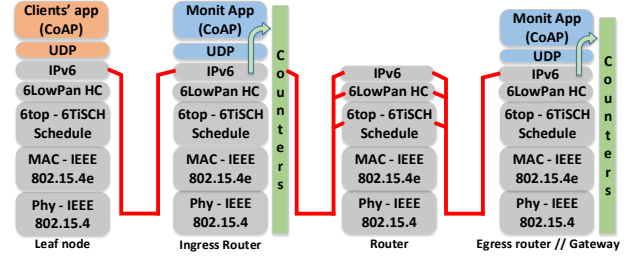 Clients' app
(CoAP)
UDP
IPv6
6LowPan HC
6top - 6TiSCH
Schedule
MAC - IEEE
802.15.4e
Phy - IEEE
802.15.4
Leaf node
Monit App
(CoAP)
UDP
IPv6
6LowPan HC
6top - 6TiSCH
Schedule
MAC - IEEE
802.15.4e
Phy - IEEE
802.15.4
Ingress Router
Counters
IPv6
6LowPan HC
6top - 6TiSCH
Schedule
MAC - IEEE
802.15.4e
Phy - IEEE
802.15.4
Router
Monit App
(CoAP)
UDP
IPv6
6LowPan HC
6top - 6TiSCH
Schedule
MAC - IEEE
802.15.4e
Phy - IEEE
802.15.4
Egress router // Gateway
Counters